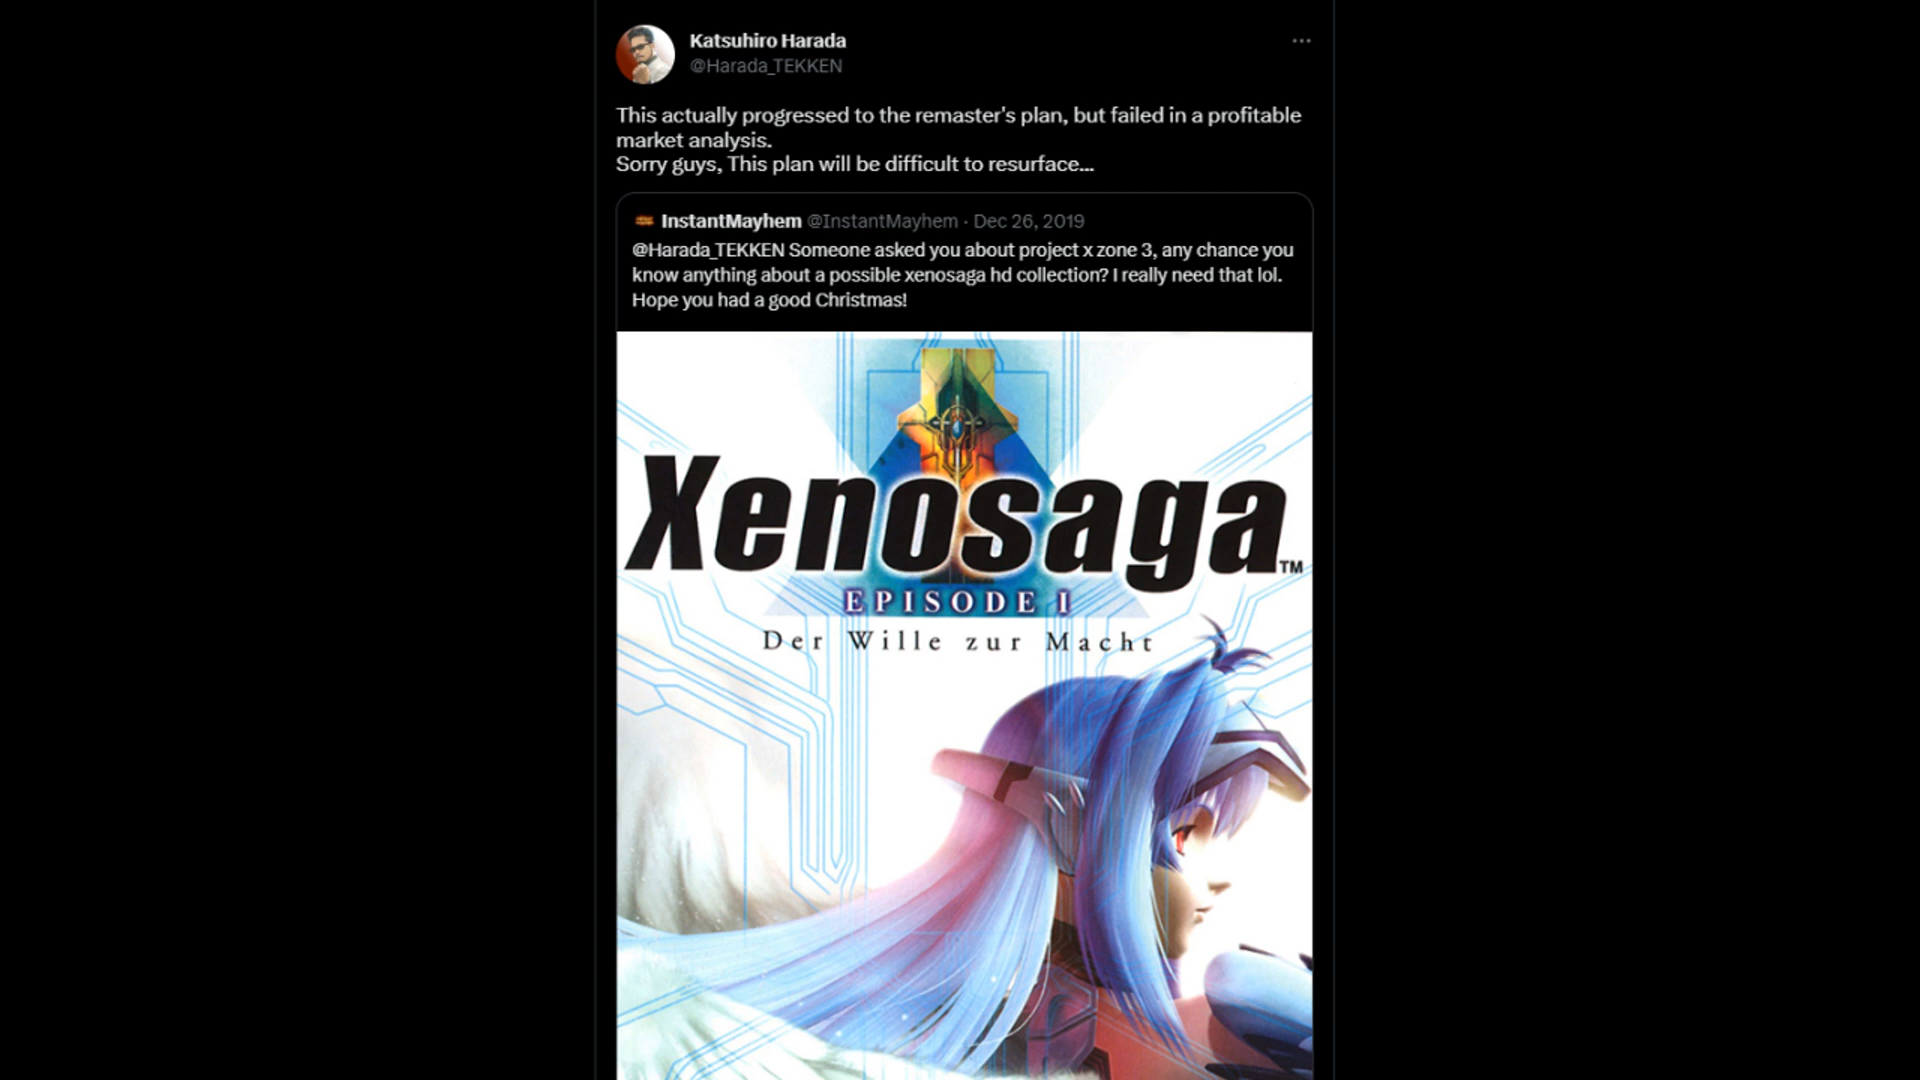 Katsuhiro Harada
@Harada_TEKKEN
This actually progressed to the remaster's plan, but failed in a profitable
market analysis.
Sorry guys, This plan will be difficult to resurface...
InstantMayhem @InstantMayhem · Dec 26, 2019
@Harada_TEKKEN Someone asked you about project x zone 3, any chance you
know anything about a possible xenosaga hd collection? I really need that lol.
Hope you had a good Christmas!
Xenosaga™
EPISODE I
Der Wille zur Macht